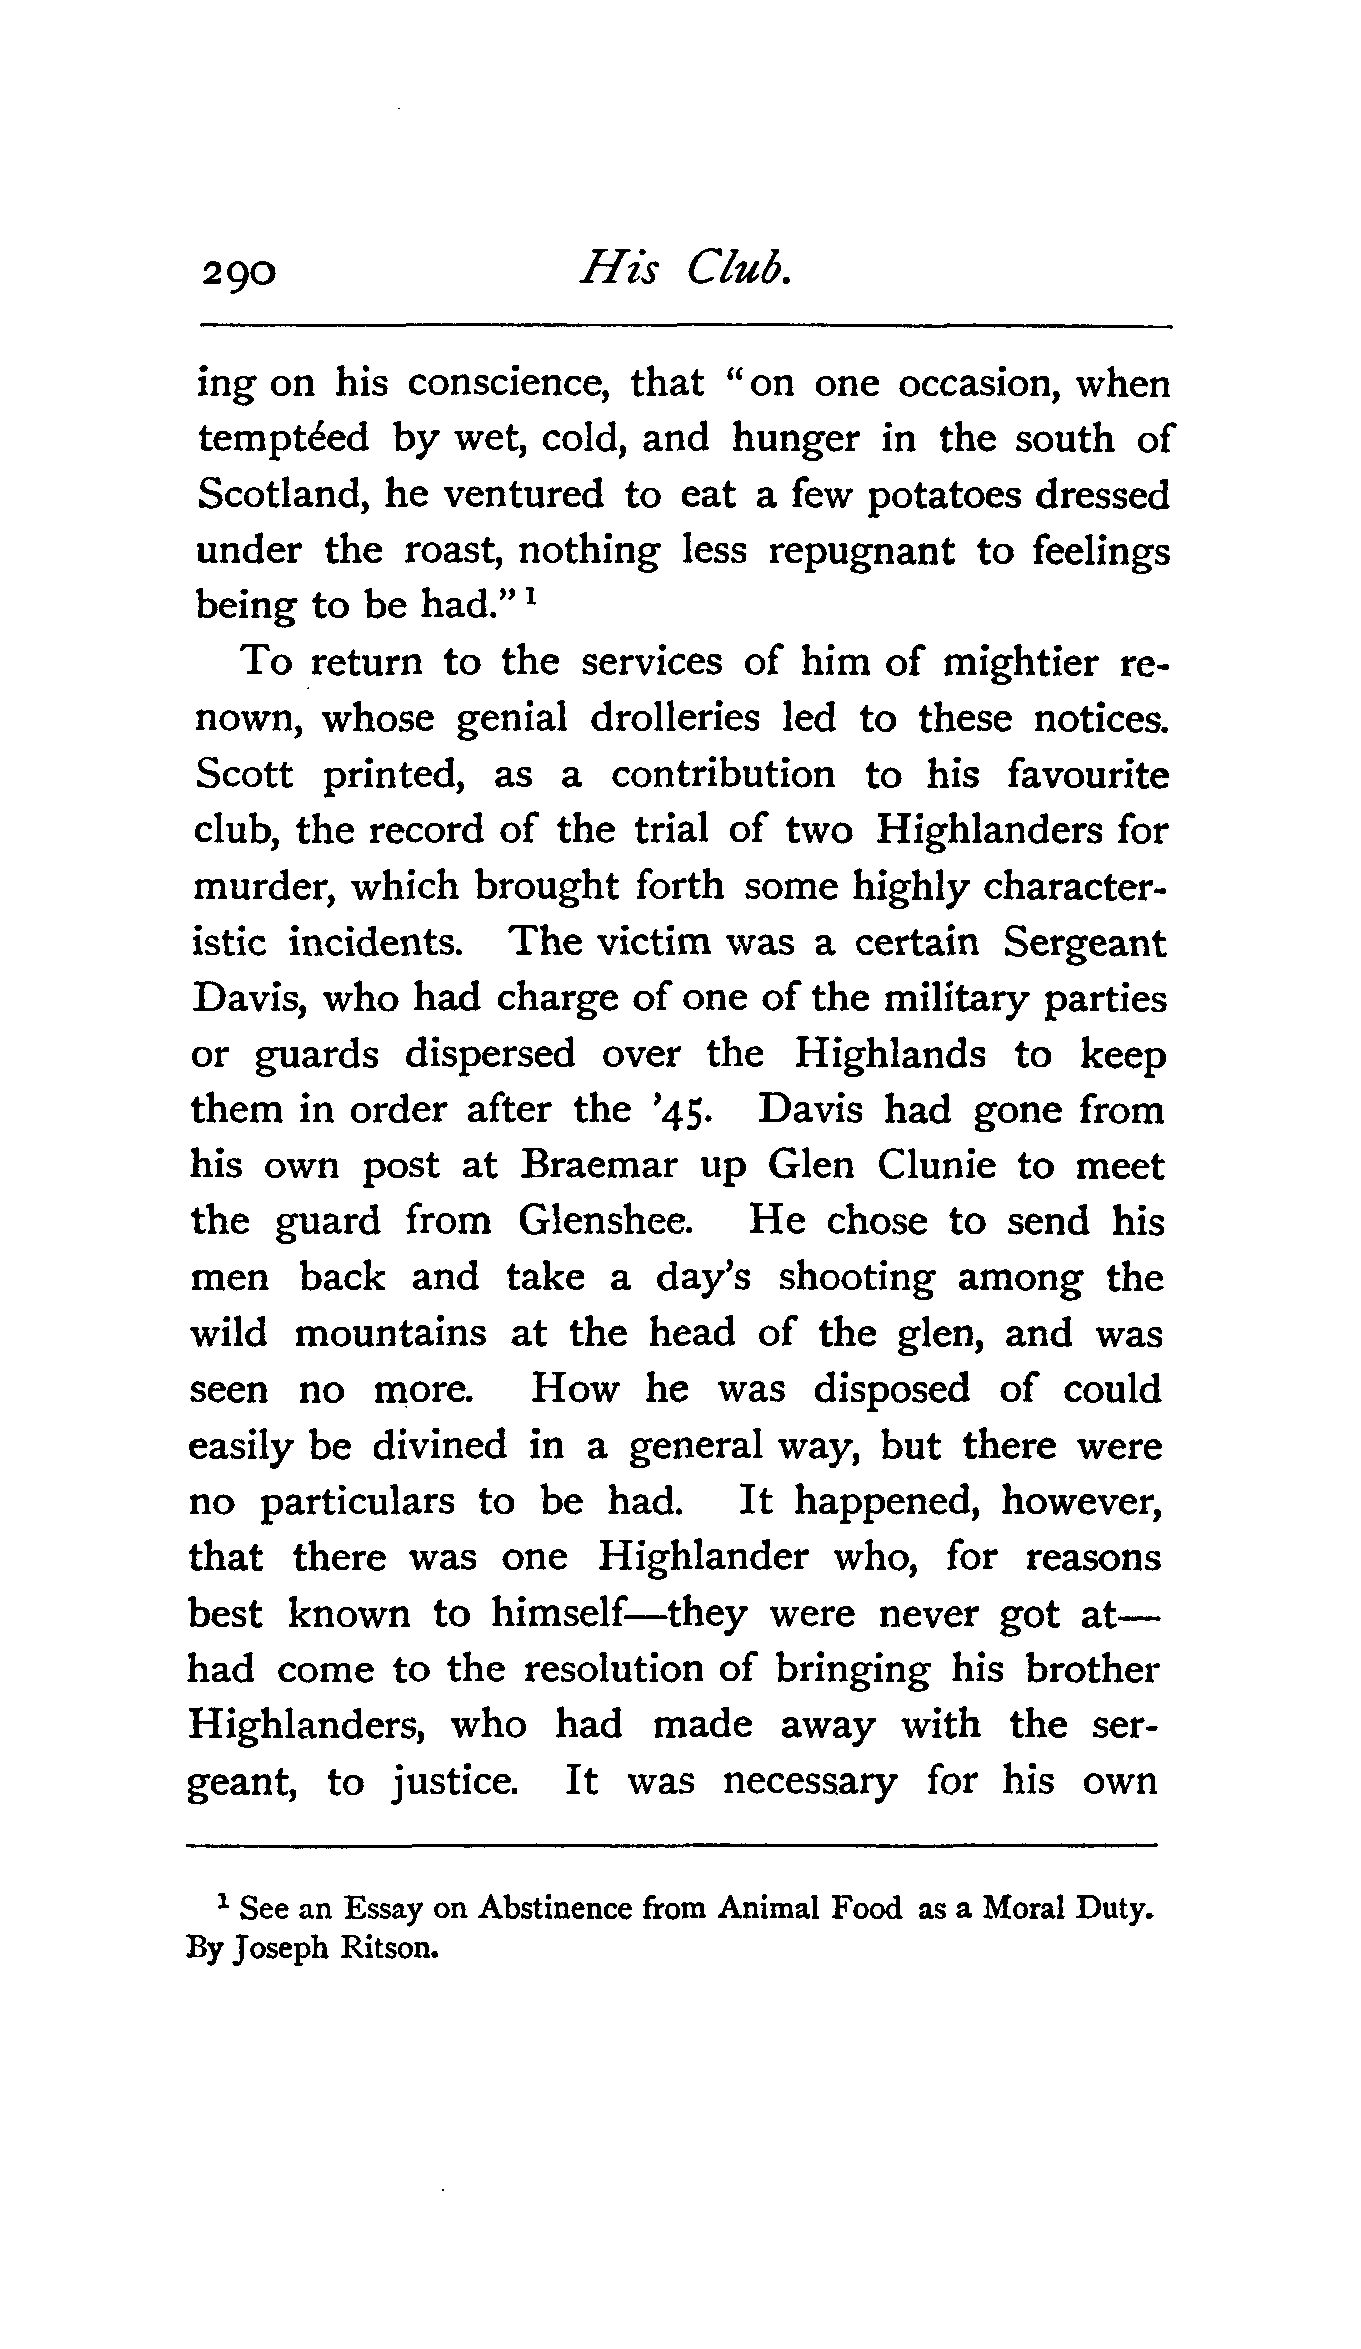 290 His Club.
ing on his conscience, that “on one occasion, when
temptéed by wet, cold, and hunger in the south of
Scotland, he ventured to eat a few potatoes dressed
under the roast, nothing less repugnant to feelings
being to be had.” ¹
To return to the services of him of mightier re-
nown, whose genial drolleries led to these notices.
Scott printed, as a contribution to his favourite
club, the record of the trial of two Highlanders for
murder, which brought forth some highly character-
istic incidents. The victim was a certain Sergeant
Davis, who had charge of one of the military parties
or guards dispersed over the Highlands to keep
them in order after the ’45. Davis had gone from
his own post at Braemar up Glen Clunie to meet
the guard from Glenshee. He chose to send his
men back and take a day’s shooting among the
wild mountains at the head of the glen, and was
seen no more. How he was disposed of could
easily be divined in a general way, but there were
no particulars to be had. It happened, however,
that there was one Highlander who, for reasons
best known to himself—they were never got at—
had come to the resolution of bringing his brother
Highlanders, who had made away with the ser-
geant, to justice. It was necessary for his own
¹ See an Essay on Abstinence from Animal Food as a Moral Duty.
By Joseph Ritson.